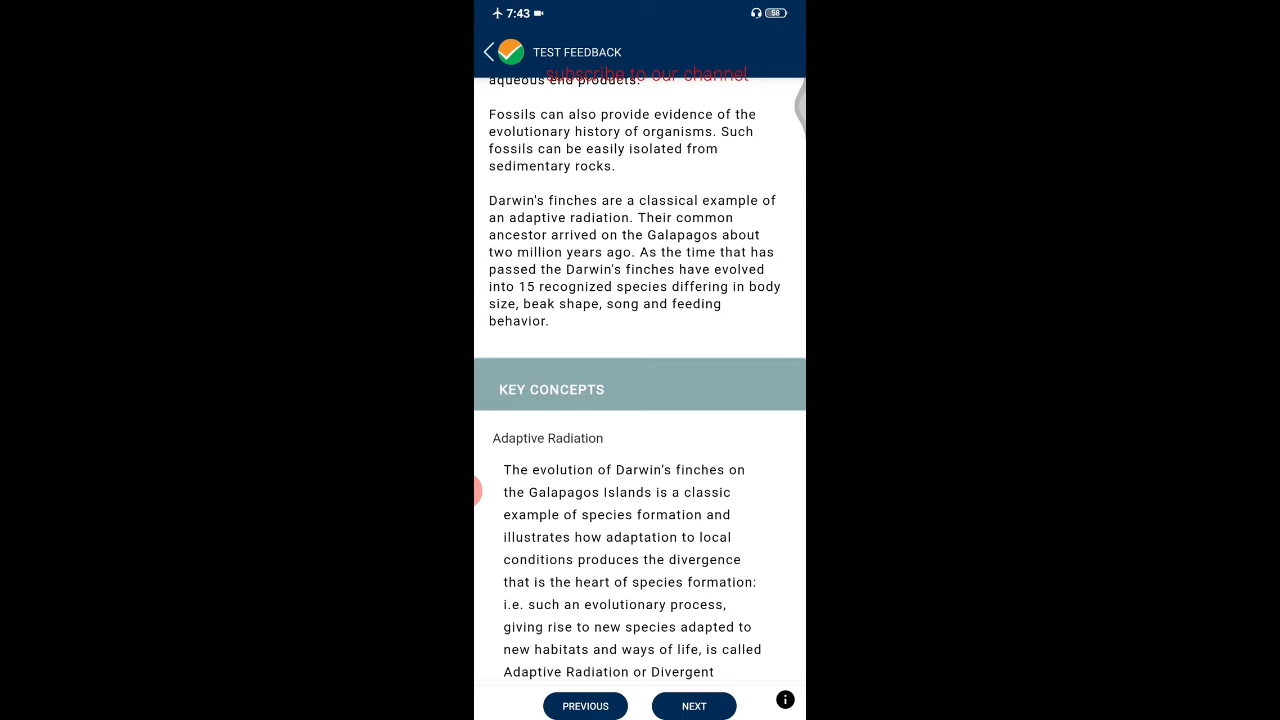 7:43
58
TEST FEEDBACK
subscribe to our channel
aqueous end products.
Fossils can also provide evidence of the
evolutionary history of organisms. Such
fossils can be easily isolated from
sedimentary rocks.
Darwin's finches are a classical example of
an adaptive radiation. Their common
ancestor arrived on the Galapagos about
two million years ago. As the time that has
passed the Darwin's finches have evolved
into 15 recognized species differing in body
size, beak shape, song and feeding
behavior.
KEY CONCEPTS
Adaptive Radiation
The evolution of Darwin's finches on
the Galapagos Islands is a classic
example of species formation and
illustrates how adaptation to local
conditions produces the divergence
that is the heart of species formation:
i.e. such an evolutionary process,
giving rise to new species adapted to
new habitats and ways of life, is called
Adaptive Radiation or Divergent
PREVIOUS NEXT i